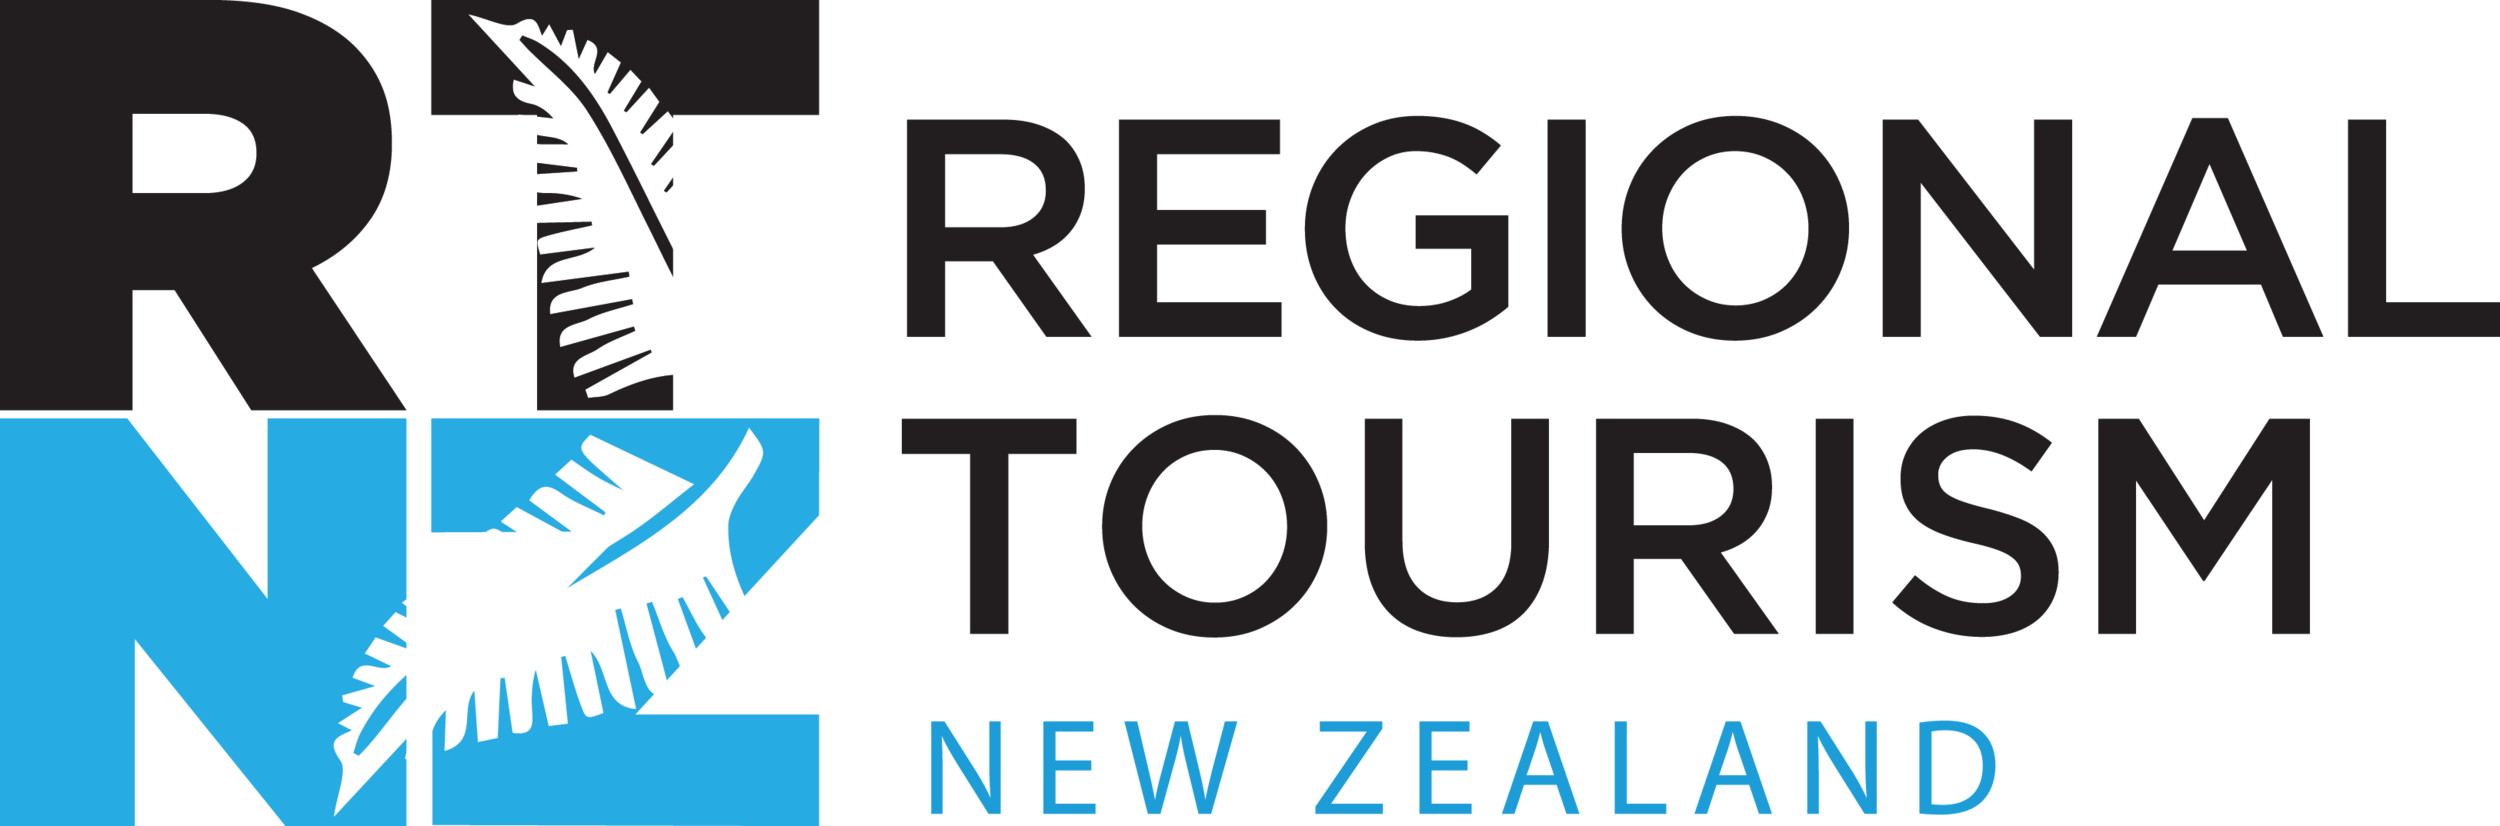 RT
NZ
REGIONAL
TOURISM
NEW ZEALAND